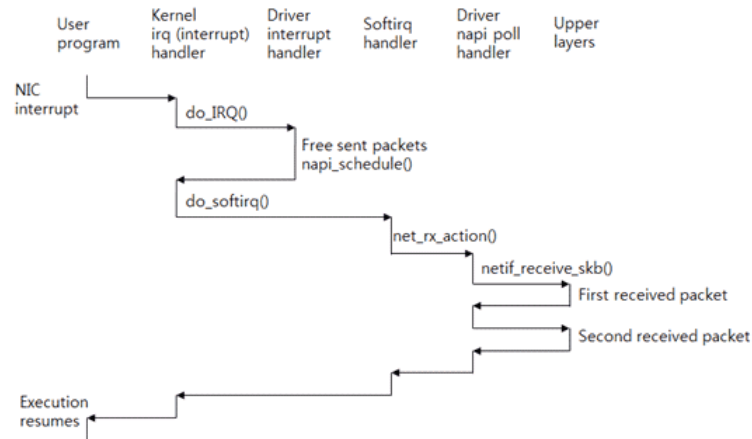 User
program
Kernel
irq (interrupt)
handler
Driver
interrupt
handler
Softirq
handler
Driver
napi poll
handler
Upper
layers
NIC
interrupt
do_IRQ()
Free sent packets
napi_schedule()
do_softirq()
net_rx_action()
netif_receive_skb()
First received packet
Second received packet
Execution
resumes